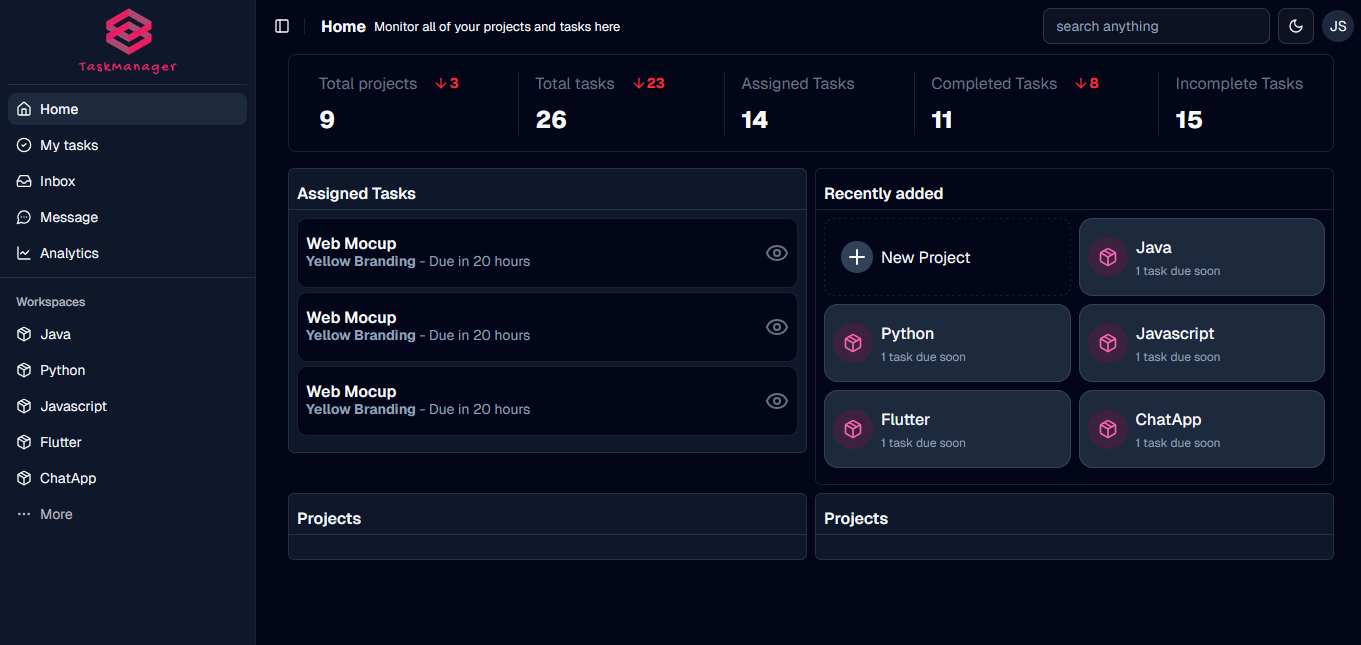 TaskManager
Home
My tasks
Inbox
Message
Analytics
Workspaces
Java
Python
Javascript
Flutter
ChatApp
More
Home Monitor all of your projects and tasks here
search anything
JS
Total projects 3
9
Total tasks 23
26
Assigned Tasks
14
Completed Tasks 8
11
Incomplete Tasks
15
Assigned Tasks
Web Mocup
Yellow Branding - Due in 20 hours
Web Mocup
Yellow Branding - Due in 20 hours
Web Mocup
Yellow Branding - Due in 20 hours
Recently added
New Project
Java
1 task due soon
Python
1 task due soon
Javascript
1 task due soon
Flutter
1 task due soon
ChatApp
1 task due soon
Projects
Projects